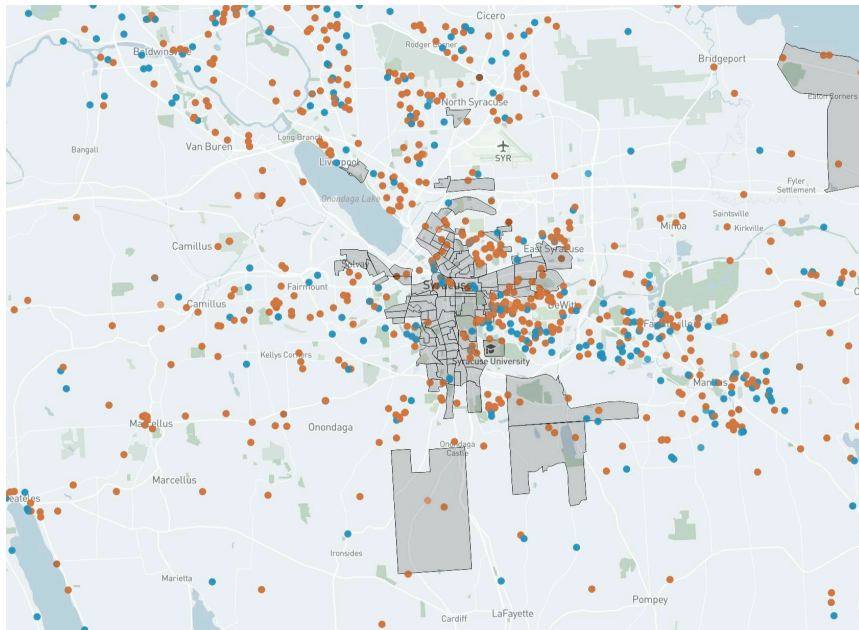 Cicero
Rodger Corner
Baldwinsville
Bridgeport
Eaton Corners
North Syracuse
Long Branch
Bangall
Van Buren
SYR
Liverpool
Fyler
Settlement
Onondaga Lake
Saintsville
Minoa
Kirkville
Camillus
East Syracuse
Solvay
Syracuse
Fairmount
Camillus
DeWitt
Fayetteville
Kellys Corners
Syracuse University
Manlius
Marcellus
Onondaga
Onondaga
Castle
Marcellus
Ironsides
Marietta
Pompey
LaFayette
Cardiff